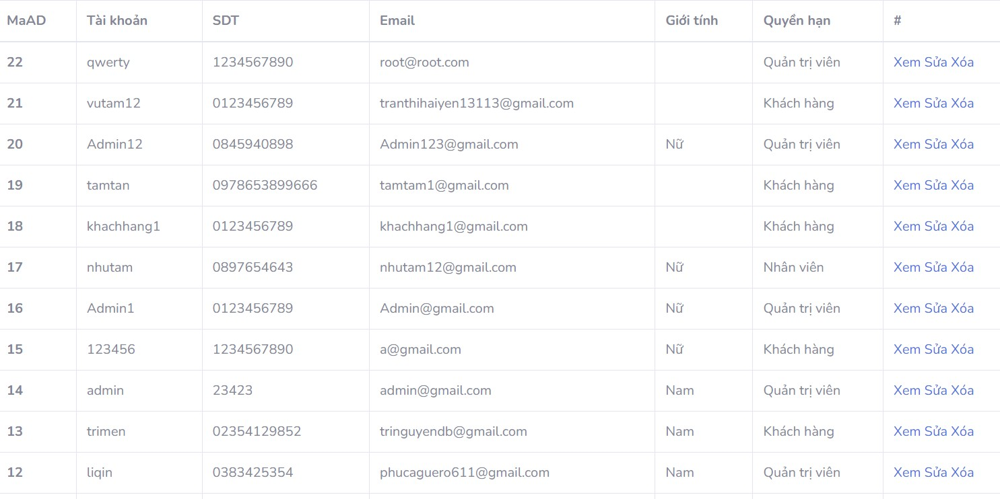 MaAD Tài khoản SDT Email Giới tính Quyền hạn #
22 qwerty 1234567890 root@root.com Quản trị viên Xem Sửa Xóa
21 vutam12 0123456789 tranthihaiyen13113@gmail.com Khách hàng Xem Sửa Xóa
20 Admin12 0845940898 Admin123@gmail.com Nữ Quản trị viên Xem Sửa Xóa
19 tamtan 0978653899666 tamtam1@gmail.com Khách hàng Xem Sửa Xóa
18 khachhang1 0123456789 khachhang1@gmail.com Khách hàng Xem Sửa Xóa
17 nhutam 0897654643 nhutam12@gmail.com Nữ Nhân viên Xem Sửa Xóa
16 Admin1 0123456789 Admin@gmail.com Nữ Quản trị viên Xem Sửa Xóa
15 123456 1234567890 a@gmail.com Nữ Khách hàng Xem Sửa Xóa
14 admin 23423 admin@gmail.com Nam Quản trị viên Xem Sửa Xóa
13 trimen 02354129852 tringuyendb@gmail.com Nam Khách hàng Xem Sửa Xóa
12 liqin 0383425354 phucaguero611@gmail.com Nam Quản trị viên Xem Sửa Xóa